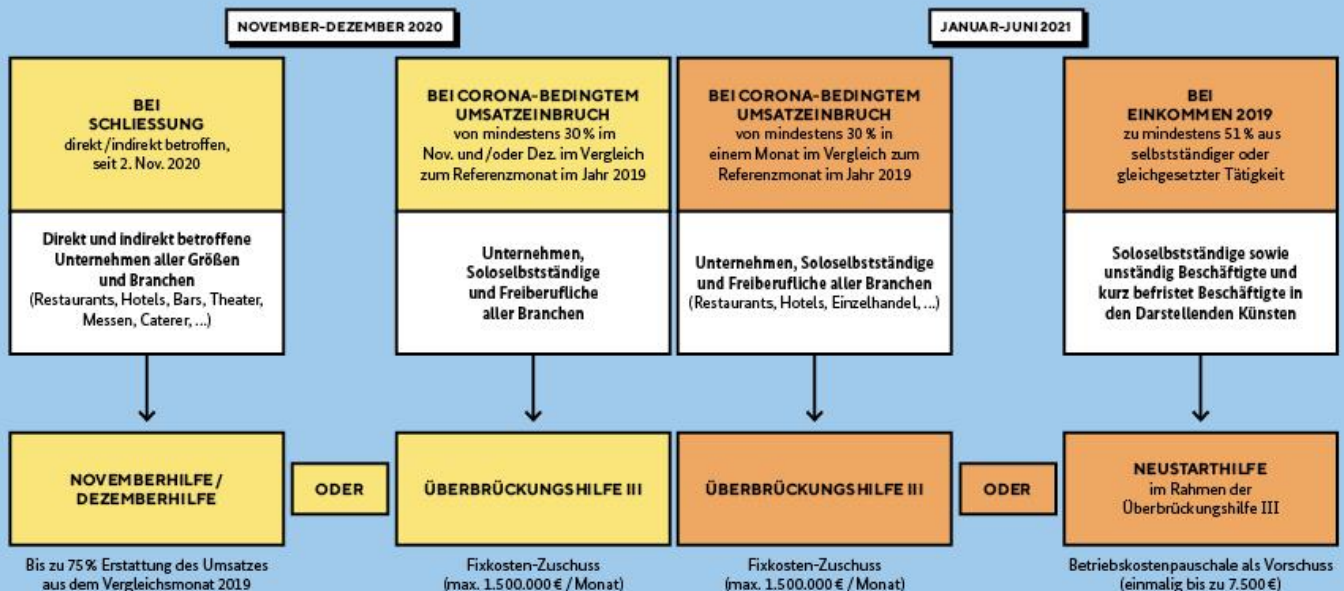 NOVEMBER-DEZEMBER 2020
BEI
SCHLIESSUNG
direkt/indirekt betroffen,
seit 2. Nov. 2020
Direkt und indirekt betroffene
Unternehmen aller Größen
und Branchen
(Restaurants, Hotels, Bars, Theater,
Messen, Caterer, ...)
NOVEMBERHILFE/
DEZEMBERHILFE
Bis zu 75% Erstattung des Umsatzes
aus dem Vergleichsmonat 2019
ODER
BEI CORONA-BEDINGTEM
UMSATZEINBRUCH
von mindestens 30% im
Nov. und/oder Dez. im Vergleich
zum Referenzmonat im Jahr 2019
Unternehmen,
Soloselbstständige
und Freiberufliche
aller Branchen
ÜBERBRÜCKUNGSHILFE III
Fixkosten-Zuschuss
(max. 1.500.000 € / Monat)
JANUAR-JUNI 2021
BEI CORONA-BEDINGTEM
UMSATZEINBRUCH
von mindestens 30% in
einem Monat im Vergleich zum
Referenzmonat im Jahr 2019
Unternehmen, Soloselbstständige
und Freiberufliche aller Branchen
(Restaurants, Hotels, Einzelhandel, ...)
ÜBERBRÜCKUNGSHILFE III
Fixkosten-Zuschuss
(max. 1.500.000 € / Monat)
ODER
BEI
EINKOMMEN 2019
zu mindestens 51% aus
selbstständiger oder
gleichgesetzter Tätigkeit
Soloselbstständige sowie
unständig Beschäftigte und
kurz befristet Beschäftigte in
den Darstellenden Künsten
NEUSTARTHILFE
im Rahmen der
Überbrückungshilfe III
Betriebskostenpauschale als Vorschuss
(einmalig bis zu 7.500 €)